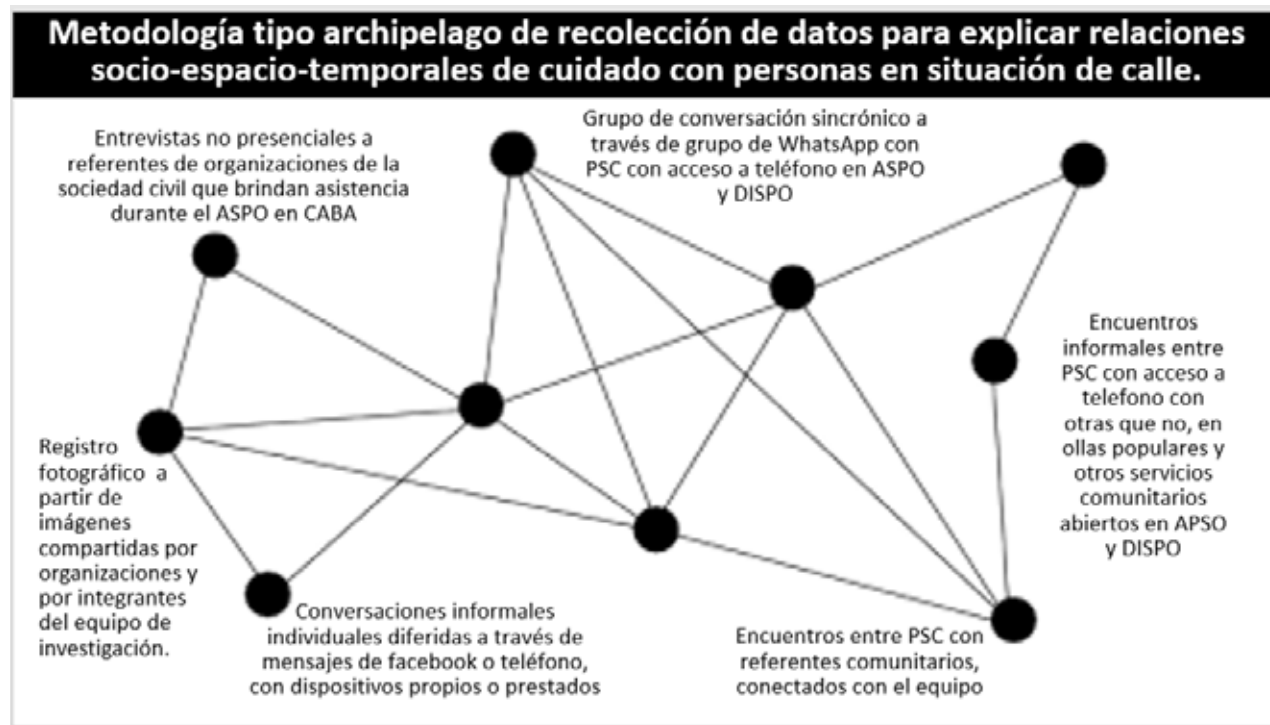 Metodología tipo archipelago de recolección de datos para explicar relaciones
socio-espacio-temporales de cuidado con personas en situación de calle.
Entrevistas no presenciales a
referentes de organizaciones de la
sociedad civil que brindan asistencia
durante el ASPO en CABA
Grupo de conversación sincrónico a
través de grupo de WhatsApp con
PSC con acceso a teléfono en ASPO
y DISPO
Encuentros
informales entre
PSC con acceso a
telefono con
otras que no, en
ollas populares y
otros servicios
comunitarios
abiertos en APSO
y DISPO
Registro
fotográfico a
partir de
imágenes
compartidas por
organizaciones y
por integrantes
del equipo de
investigación.
Conversaciones informales
individuales diferidas a través de
mensajes de facebook o teléfono,
con dispositivos propios o prestados
Encuentros entre PSC con
referentes comunitarios,
conectados con el equipo